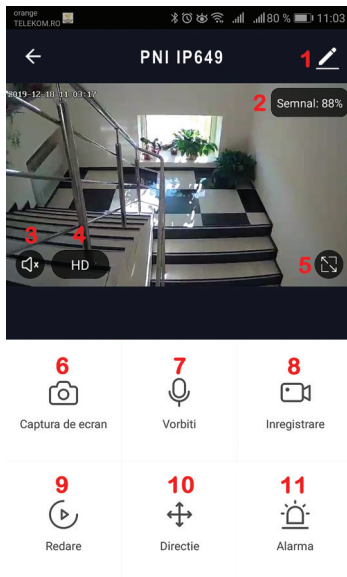 orange
TELEKOM.RO
80 % 11:03
PNI IP649
1
2019-12-18 11:03:17
2
Semnal: 88%
3
4
HD
5
6
7
8
Captura de ecran
Vorbiti
Inregistrare
9
10
11
Redare
Directie
Alarma